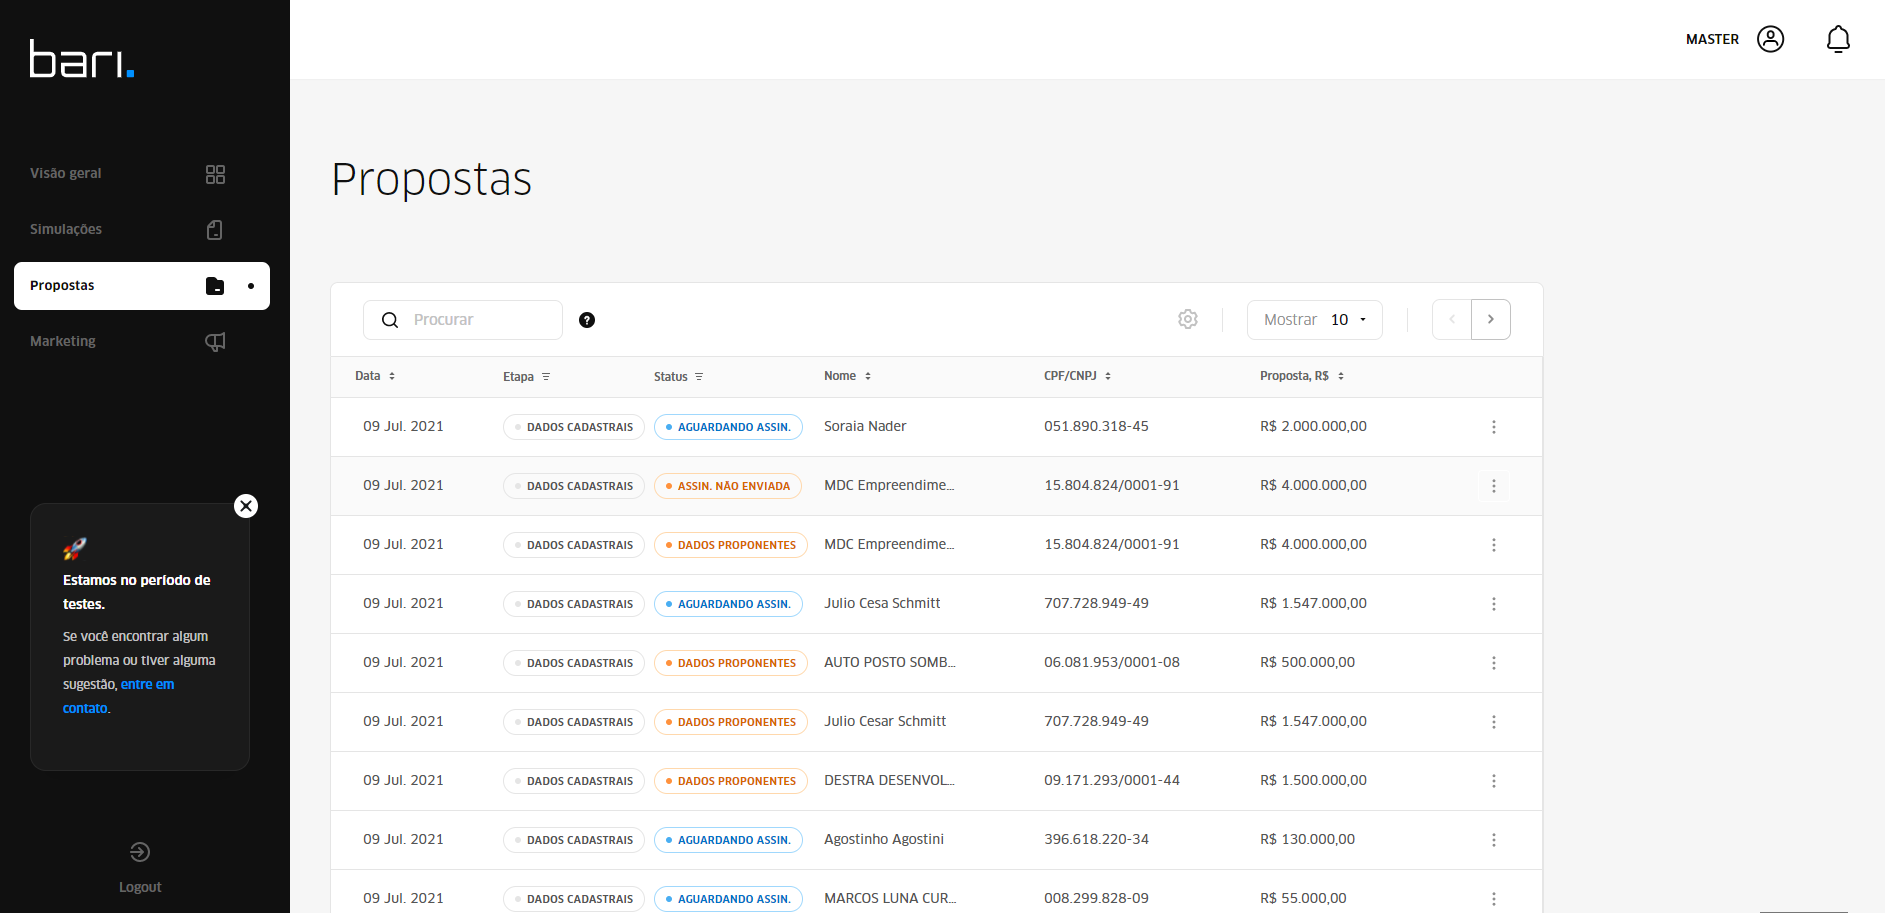 bari.
MASTER
Visão geral
Simulações
Propostas
Marketing
Estamos no período de
testes.
Se você encontrar algum
problema ou tiver alguma
sugestão, entre em
contato.
Logout
Propostas
Procurar
?
Mostrar 10
Data Etapa Status Nome CPF/CNPJ Proposta, R$
09 Jul. 2021 DADOS CADASTRAIS AGUARDANDO ASSIN. Soraia Nader 051.890.318-45 R$ 2.000.000,00
09 Jul. 2021 DADOS CADASTRAIS ASSIN. NÃO ENVIADA MDC Empreendime... 15.804.824/0001-91 R$ 4.000.000,00
09 Jul. 2021 DADOS CADASTRAIS DADOS PROPONENTES MDC Empreendime... 15.804.824/0001-91 R$ 4.000.000,00
09 Jul. 2021 DADOS CADASTRAIS AGUARDANDO ASSIN. Julio Cesa Schmitt 707.728.949-49 R$ 1.547.000,00
09 Jul. 2021 DADOS CADASTRAIS DADOS PROPONENTES AUTO POSTO SOMB... 06.081.953/0001-08 R$ 500.000,00
09 Jul. 2021 DADOS CADASTRAIS DADOS PROPONENTES Julio Cesar Schmitt 707.728.949-49 R$ 1.547.000,00
09 Jul. 2021 DADOS CADASTRAIS DADOS PROPONENTES DESTRA DESENVOL... 09.171.293/0001-44 R$ 1.500.000,00
09 Jul. 2021 DADOS CADASTRAIS AGUARDANDO ASSIN. Agostinho Agostini 396.618.220-34 R$ 130.000,00
09 Jul. 2021 DADOS CADASTRAIS AGUARDANDO ASSIN. MARCOS LUNA CUR... 008.299.828-09 R$ 55.000,00